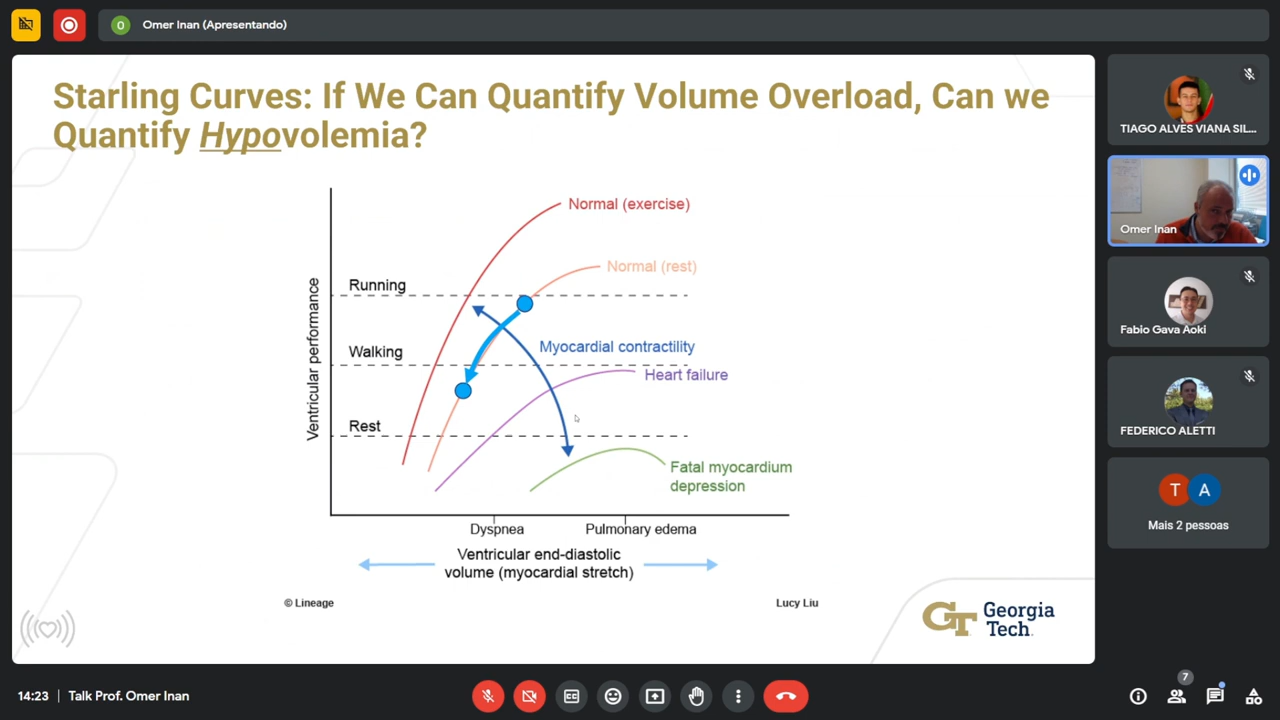 O
Omer Inan (Apresentando)
Starling Curves: If We Can Quantify Volume Overload, Can we
Quantify Hypovolemia?
Normal (exercise)
Normal (rest)
Running
Myocardial contractility
Walking
Heart failure
Rest
Fatal myocardium
depression
Ventricular performance
Dyspnea
Pulmonary edema
Ventricular end-diastolic
volume (myocardial stretch)
© Lineage
Lucy Liu
GT
Georgia
Tech.
TIAGO ALVES VIANA SIL...
Omer Inan
Fabio Gava Aoki
FEDERICO ALETTI
T
A
Mais 2 pessoas
14:23 | Talk Prof. Omer Inan
CC
7